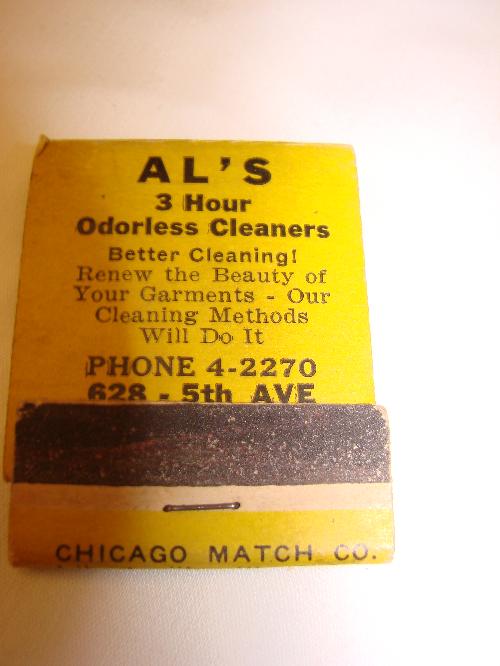 AL'S
3 Hour
Odorless Cleaners
Better Cleaning!
Renew the Beauty of
Your Garments - Our
Cleaning Methods
Will Do It
PHONE 4-2270
628 - 5th AVE
CHICAGO MATCH CO.